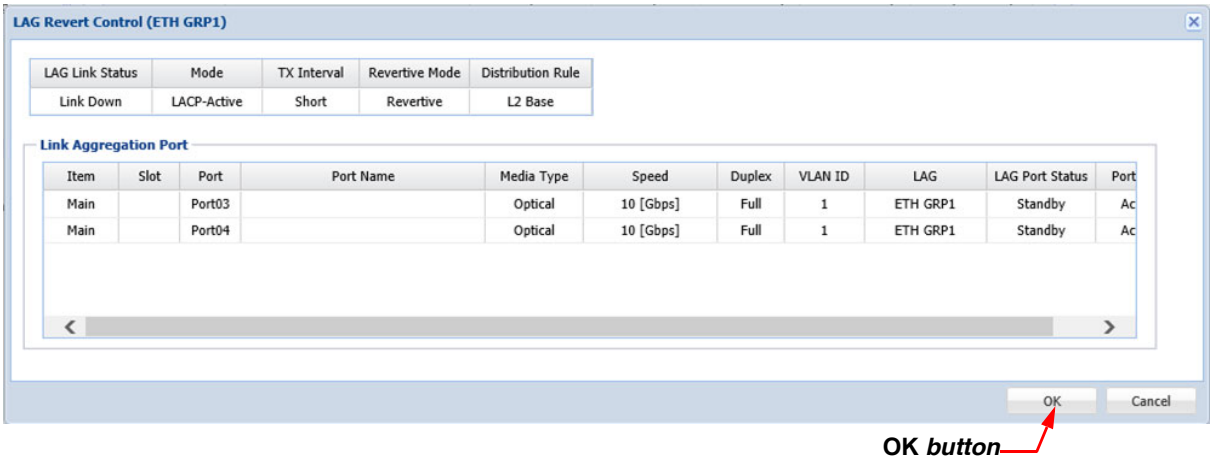 LAG Revert Control (ETH GRP1)
LAG Link Status Mode TX Interval Revertive Mode Distribution Rule
Link Down LACP-Active Short Revertive L2 Base
Link Aggregation Port
Item Slot Port Port Name Media Type Speed Duplex VLAN ID LAG LAG Port Status Port
Main Port03 Optical 10 [Gbps] Full 1 ETH GRP1 Standby Ac
Main Port04 Optical 10 [Gbps] Full 1 ETH GRP1 Standby Ac
OK Cancel
OK button